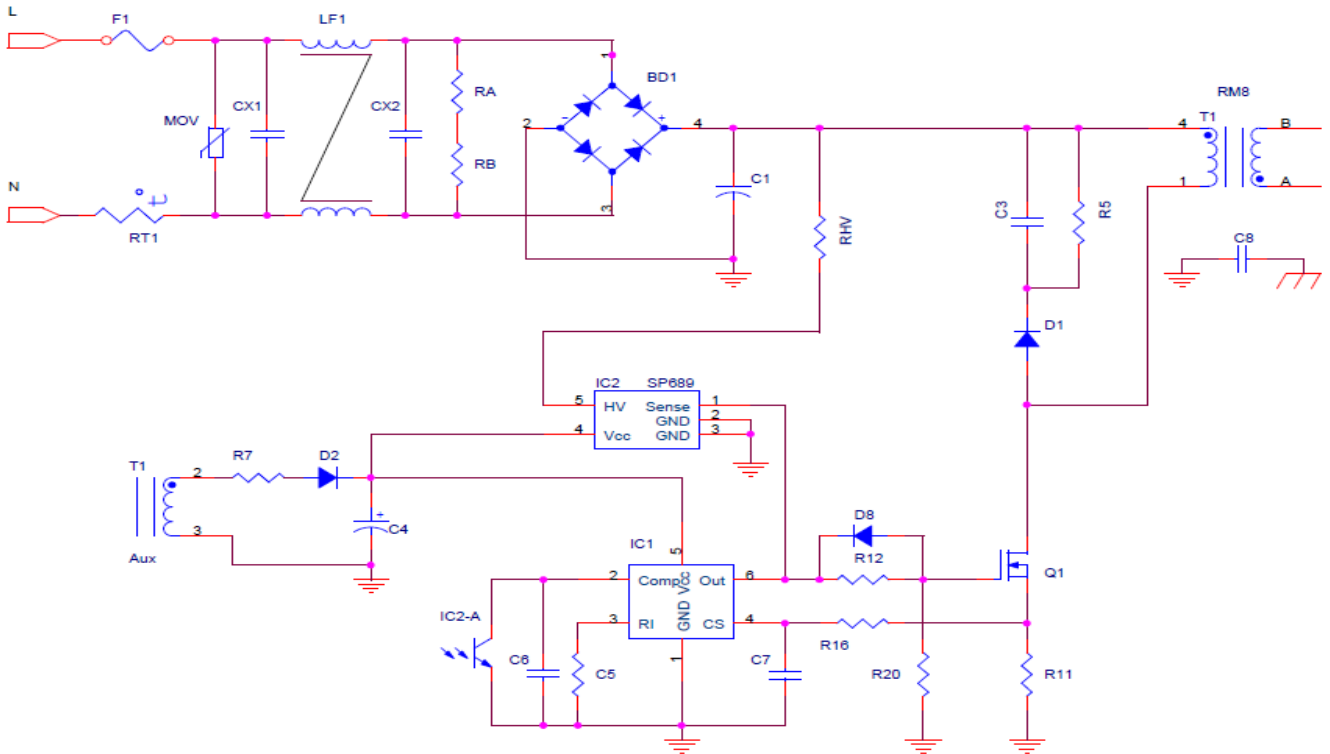 L
F1
LF1
MOV
CX1
CX2
RA
RB
BD1
1
2
-
+
4
3
N
RT1
t
C1
RHV
C3
R5
RM8
T1
4
1
B
A
C8
D1
IC2 SP689
5 HV Sense 1
GND 2
4 Vcc GND 3
T1
2
R7
D2
3
Aux
+
C4
IC1
5
2 Comp Vcc Out 6
3 RI GND CS 4
1
IC2-A
C6
C5
C7
D8
R12
R16
R20
Q1
R11